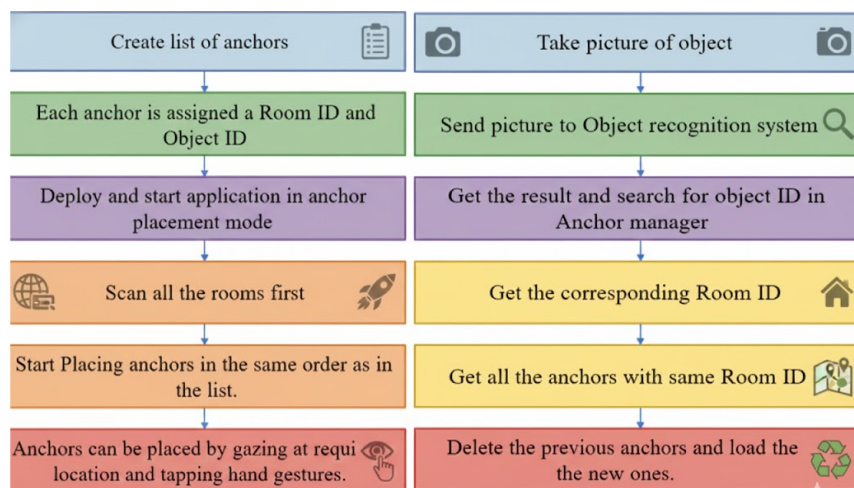 Create list of anchors
Each anchor is assigned a Room ID and
Object ID
Deploy and start application in anchor
placement mode
Scan all the rooms first
Start Placing anchors in the same order as in
the list.
Anchors can be placed by gazing at requi
location and tapping hand gestures.
Take picture of object
Send picture to Object recognition system
Get the result and search for object ID in
Anchor manager
Get the corresponding Room ID
Get all the anchors with same Room ID
Delete the previous anchors and load the
the new ones.